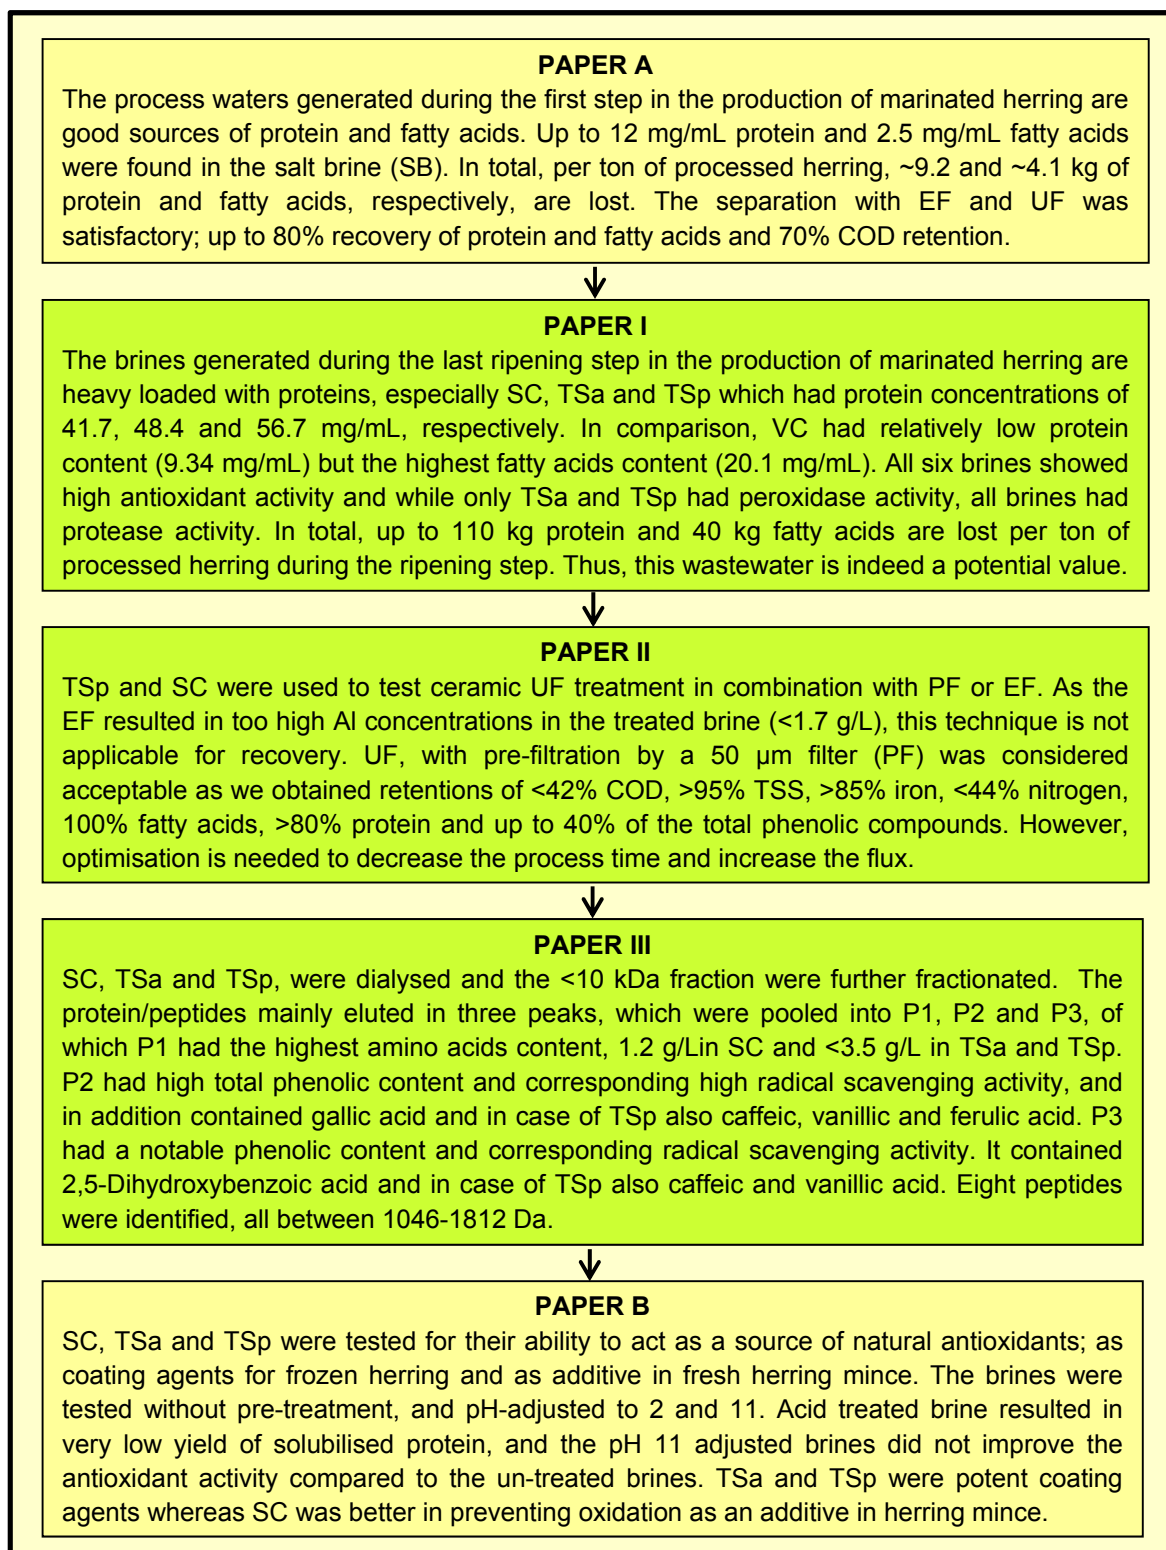 PAPER A
The process waters generated during the first step in the production of marinated herring are
good sources of protein and fatty acids. Up to 12 mg/mL protein and 2.5 mg/mL fatty acids
were found in the salt brine (SB). In total, per ton of processed herring, ~9.2 and ~4.1 kg of
protein and fatty acids, respectively, are lost. The separation with EF and UF was
satisfactory; up to 80% recovery of protein and fatty acids and 70% COD retention.
PAPER I
The brines generated during the last ripening step in the production of marinated herring are
heavy loaded with proteins, especially SC, TSa and TSp which had protein concentrations of
41.7, 48.4 and 56.7 mg/mL, respectively. In comparison, VC had relatively low protein
content (9.34 mg/mL) but the highest fatty acids content (20.1 mg/mL). All six brines showed
high antioxidant activity and while only TSa and TSp had peroxidase activity, all brines had
protease activity. In total, up to 110 kg protein and 40 kg fatty acids are lost per ton of
processed herring during the ripening step. Thus, this wastewater is indeed a potential value.
PAPER II
TSp and SC were used to test ceramic UF treatment in combination with PF or EF. As the
EF resulted in too high Al concentrations in the treated brine (<1.7 g/L), this technique is not
applicable for recovery. UF, with pre-filtration by a 50 µm filter (PF) was considered
acceptable as we obtained retentions of <42% COD, >95% TSS, >85% iron, <44% nitrogen,
100% fatty acids, >80% protein and up to 40% of the total phenolic compounds. However,
optimisation is needed to decrease the process time and increase the flux.
PAPER III
SC, TSa and TSp, were dialysed and the <10 kDa fraction were further fractionated. The
protein/peptides mainly eluted in three peaks, which were pooled into P1, P2 and P3, of
which P1 had the highest amino acids content, 1.2 g/Lin SC and <3.5 g/L in TSa and TSp.
P2 had high total phenolic content and corresponding high radical scavenging activity, and
in addition contained gallic acid and in case of TSp also caffeic, vanillic and ferulic acid. P3
had a notable phenolic content and corresponding radical scavenging activity. It contained
2,5-Dihydroxybenzoic acid and in case of TSp also caffeic and vanillic acid. Eight peptides
were identified, all between 1046-1812 Da.
PAPER B
SC, TSa and TSp were tested for their ability to act as a source of natural antioxidants; as
coating agents for frozen herring and as additive in fresh herring mince. The brines were
tested without pre-treatment, and pH-adjusted to 2 and 11. Acid treated brine resulted in
very low yield of solubilised protein, and the pH 11 adjusted brines did not improve the
antioxidant activity compared to the un-treated brines. TSa and TSp were potent coating
agents whereas SC was better in preventing oxidation as an additive in herring mince.